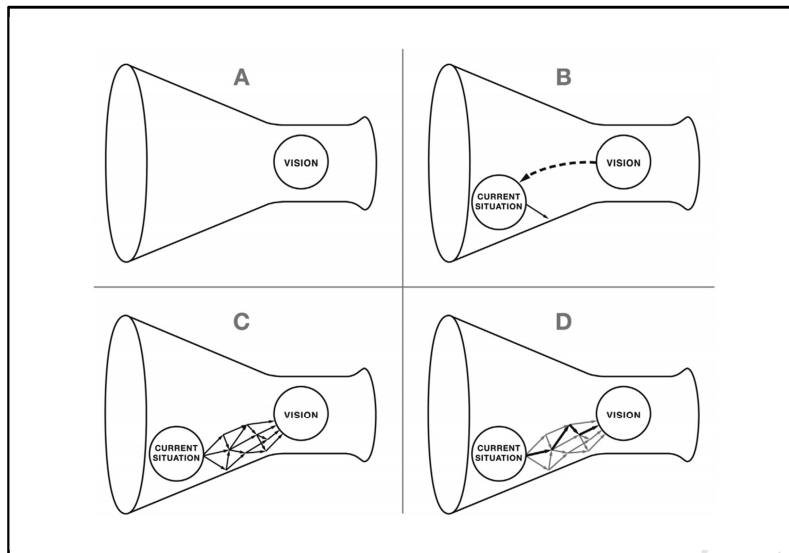 A
VISION
B
VISION
CURRENT
SITUATION
C
VISION
CURRENT
SITUATION
D
VISION
CURRENT
SITUATION